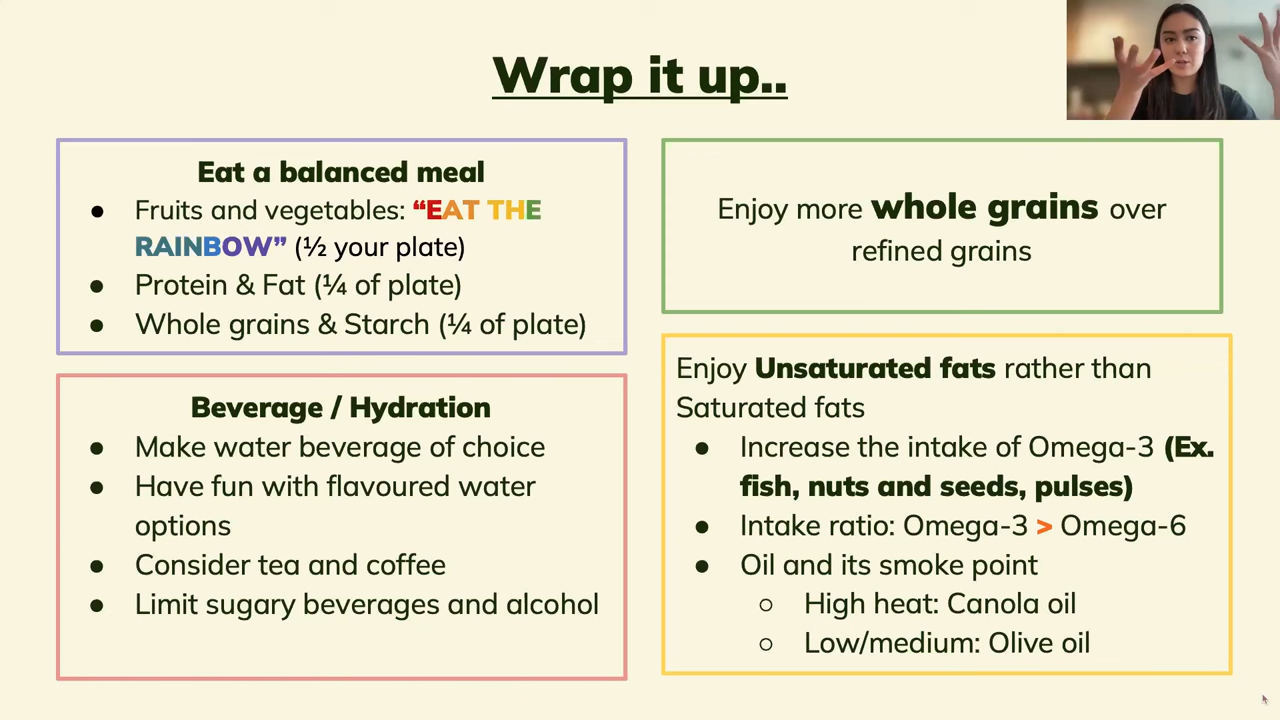 Wrap it up..
Eat a balanced meal
● Fruits and vegetables: “EAT THE
RAINBOW” (½ your plate)
● Protein & Fat (¼ of plate)
● Whole grains & Starch (¼ of plate)
Beverage / Hydration
● Make water beverage of choice
● Have fun with flavoured water
options
● Consider tea and coffee
● Limit sugary beverages and alcohol
Enjoy more whole grains over
refined grains
Enjoy Unsaturated fats rather than
Saturated fats
● Increase the intake of Omega-3 (Ex.
fish, nuts and seeds, pulses)
● Intake ratio: Omega-3 > Omega-6
● Oil and its smoke point
○ High heat: Canola oil
○ Low/medium: Olive oil